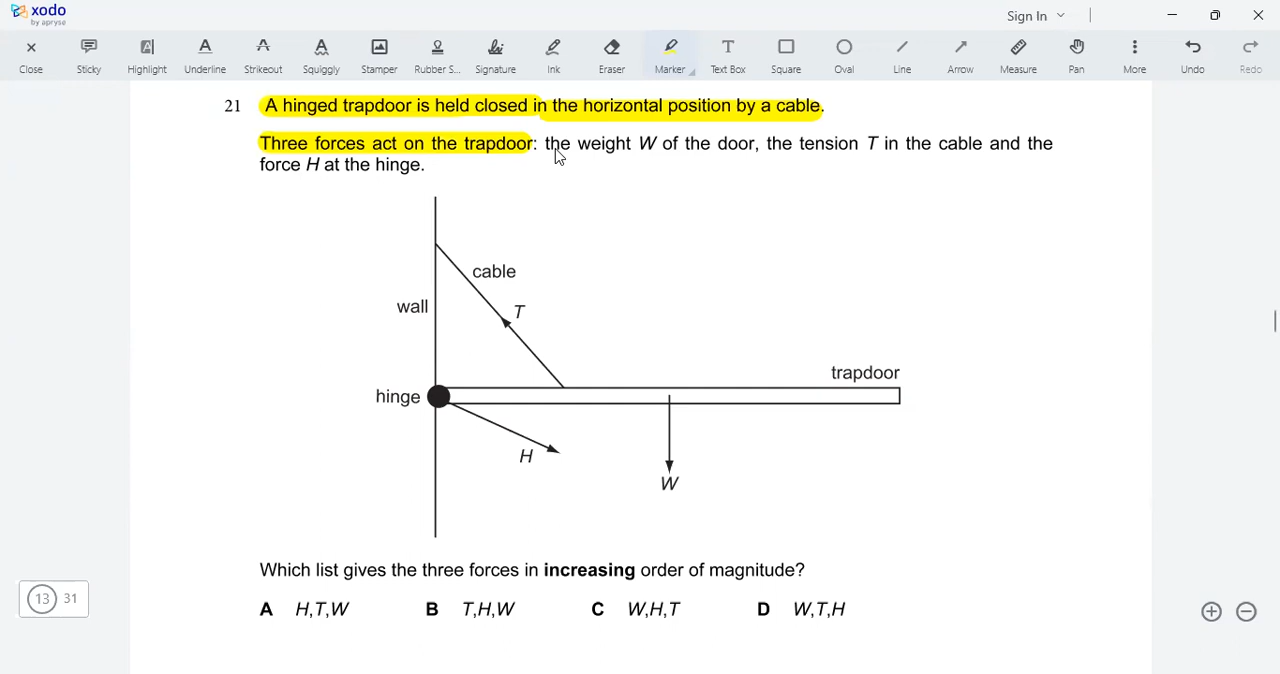 xodo
by apryse
Sign In
Close Sticky Highlight Underline Strikeout Squiggly Stamper Rubber S... Signature Ink Eraser Marker Text Box Square Oval Line Arrow Measure Pan More Undo Redo
21 A hinged trapdoor is held closed in the horizontal position by a cable.
Three forces act on the trapdoor: the weight W of the door, the tension T in the cable and the
force H at the hinge.
cable
wall
T
trapdoor
hinge
H
W
Which list gives the three forces in increasing order of magnitude?
A H,T,W B T,H,W C W,H,T D W,T,H
13 31